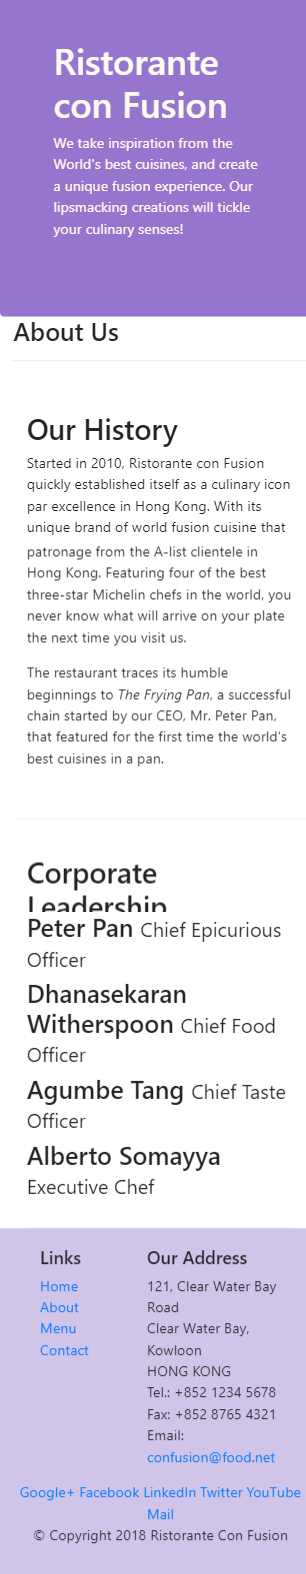 Ristorante
con Fusion
We take inspiration from the
World's best cuisines, and create
a unique fusion experience. Our
lipsmacking creations will tickle
your culinary senses!
About Us
Our History
Started in 2010, Ristorante con Fusion
quickly established itself as a culinary icon
par excellence in Hong Kong. With its
unique brand of world fusion cuisine that
patronage from the A-list clientele in
Hong Kong. Featuring four of the best
three-star Michelin chefs in the world, you
never know what will arrive on your plate
the next time you visit us.
The restaurant traces its humble
beginnings to The Frying Pan, a successful
chain started by our CEO, Mr. Peter Pan,
that featured for the first time the world's
best cuisines in a pan.
Corporate
Leadership
Peter Pan Chief Epicurious
Officer
Dhanasekaran
Witherspoon Chief Food
Officer
Agumbe Tang Chief Taste
Officer
Alberto Somayya
Executive Chef
Links
Home
About
Menu
Contact
Our Address
121, Clear Water Bay
Road
Clear Water Bay,
Kowloon
HONG KONG
Tel.: +852 1234 5678
Fax: +852 8765 4321
Email:
confusion@food.net
Google+ Facebook LinkedIn Twitter YouTube
Mail
© Copyright 2018 Ristorante Con Fusion